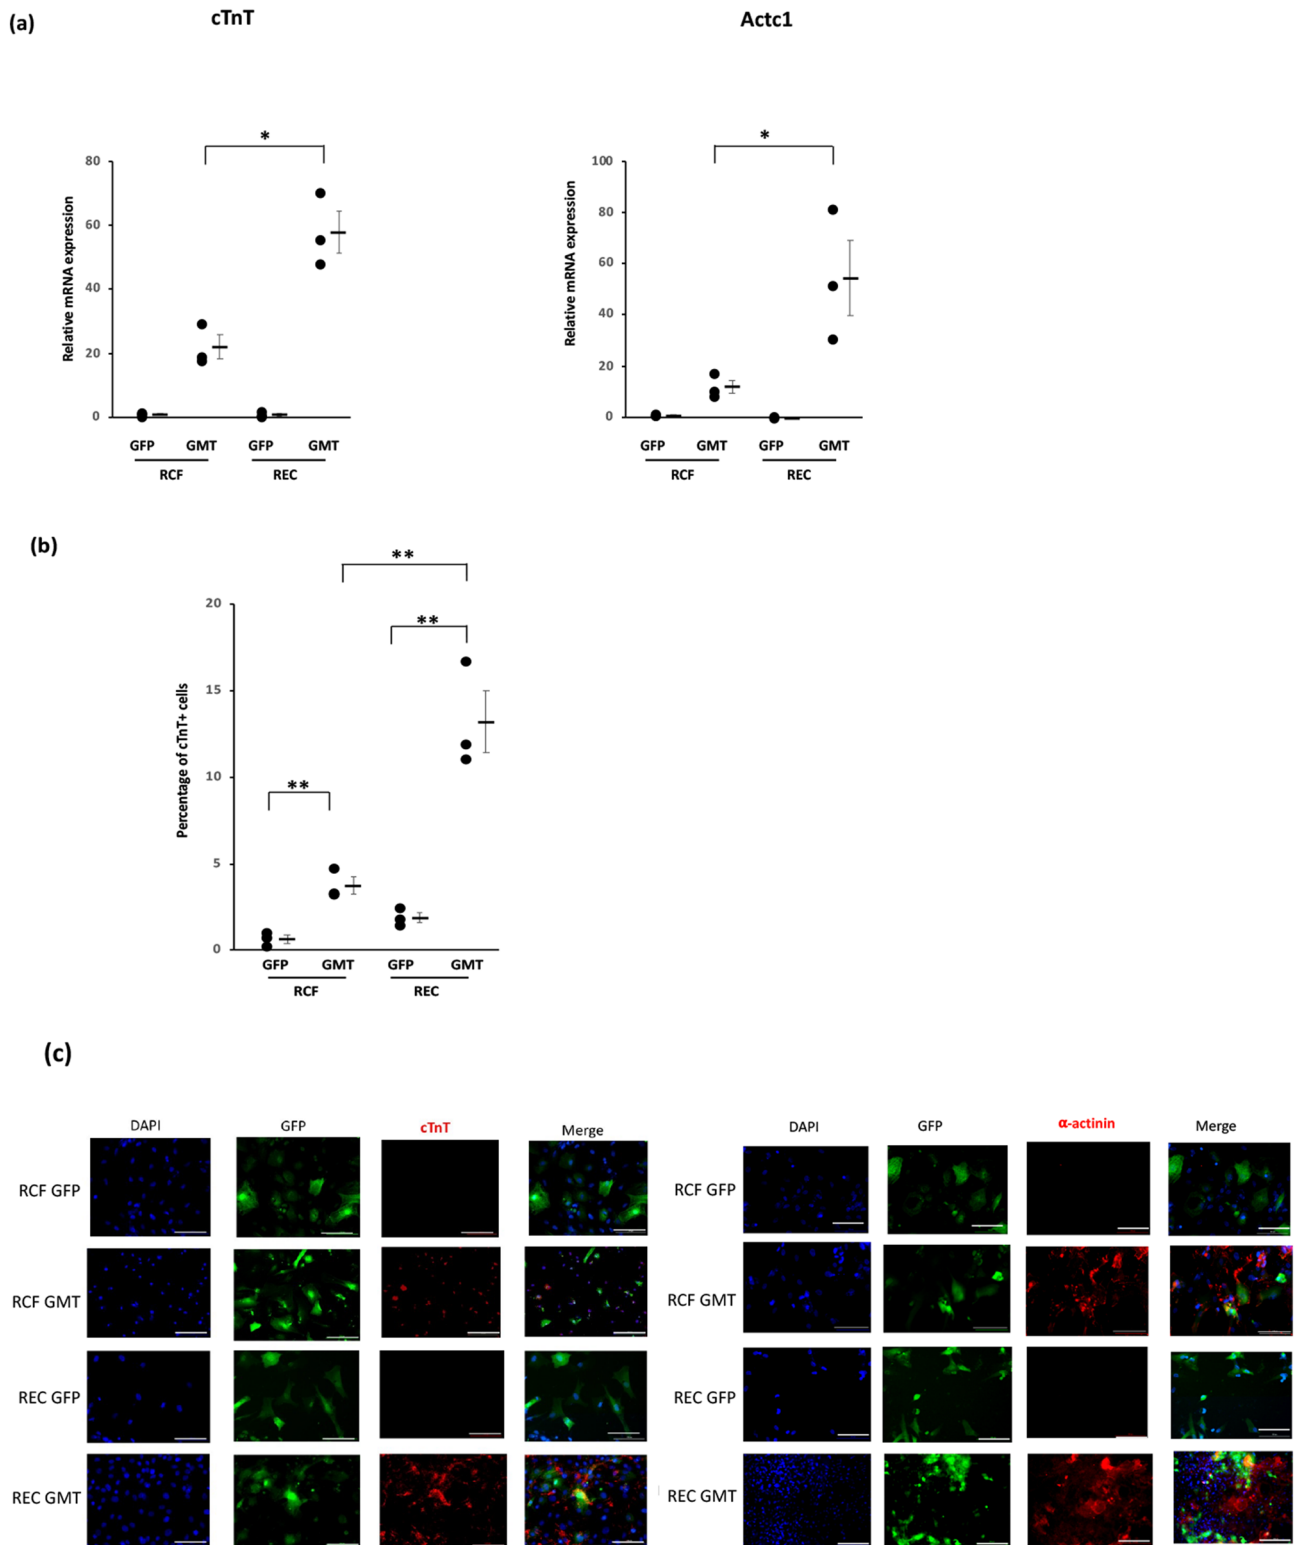 (a)
cTnT
Actc1
*
*
Relative mRNA expression
80
60
40
20
0
GFP GMT GFP GMT
RCF REC
Relative mRNA expression
100
80
60
40
20
0
GFP GMT GFP GMT
RCF REC
(b)
**
**
**
Percentage of cTnT+ cells
20
15
10
5
0
GFP GMT GFP GMT
RCF REC
(c)
DAPI GFP cTnT Merge
RCF GFP
RCF GMT
REC GFP
REC GMT
DAPI GFP α-actinin Merge
RCF GFP
RCF GMT
REC GFP
REC GMT